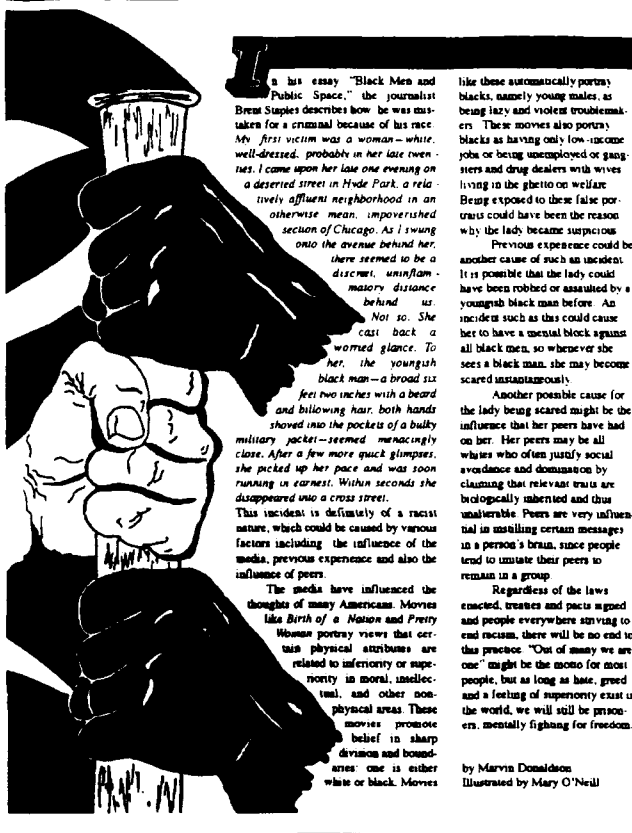 In his essay "Black Men and
Public Space," the journalist
Brent Staples describes how he was mis-
taken for a criminal because of his race.
My first victim was a woman—white,
well-dressed, probably in her late twen -
ties. I came upon her late one evening on
a deserted street in Hyde Park, a rela -
tively affluent neighborhood in an
otherwise mean, impoverished
section of Chicago. As I swung
onto the avenue behind her,
there seemed to be a
discreet, uninflam -
matory distance
behind us.
Not so. She
cast back a
worried glance. To
her, the youngish
black man—a broad six
feet two inches with a beard
and billowing hair, both hands
shoved into the pockets of a bulky
military jacket—seemed menacingly
close. After a few more quick glimpses,
she picked up her pace and was soon
running in earnest. Within seconds she
disappeared into a cross street.
This incident is definitely of a racist
nature, which could be caused by various
factors including the influence of the
media, previous experience and also the
influence of peers.
The media have influenced the
thoughts of many Americans. Movies
like Birth of a Nation and Pretty
Woman portray views that cer-
tain physical attributes are
related to inferiority or supe-
riority in moral, intellec-
tual, and other non-
physical areas. These
movies promote
belief in sharp
division and bound-
aries: one is either
white or black. Movies
like these automatically portray
blacks, namely young males, as
being lazy and violent troublemak-
ers. These movies also portray
blacks as having only low-income
jobs or being unemployed or gang-
sters and drug dealers with wives
living in the ghetto on welfare.
Being exposed to these false por-
traits could have been the reason
why the lady became suspicious.
Previous experience could be
another cause of such an incident.
It is possible that the lady could
have been robbed or assaulted by a
youngish black man before. An
incident such as this could cause
her to have a mental block against
all black men, so whenever she
sees a black man, she may become
scared instantaneously.
Another possible cause for
the lady being scared might be the
influence that her peers have had
on her. Her peers may be all
whites who often justify social
avoidance and domination by
claiming that relevant traits are
biologically inherited and thus
unalterable. Peers are very influen-
tial in instilling certain messages
in a person's brain, since people
tend to imitate their peers to
remain in a group.
Regardless of the laws
enacted, treaties and pacts signed
and people everywhere striving to
end racism, there will be no end to
this practice. "Out of many we are
one" might be the motto for most
people, but as long as hate, greed
and a feeling of superiority exist in
the world, we will still be prison-
ers, mentally fighting for freedom.
by Marvin Donaldson
Illustrated by Mary O'Neill